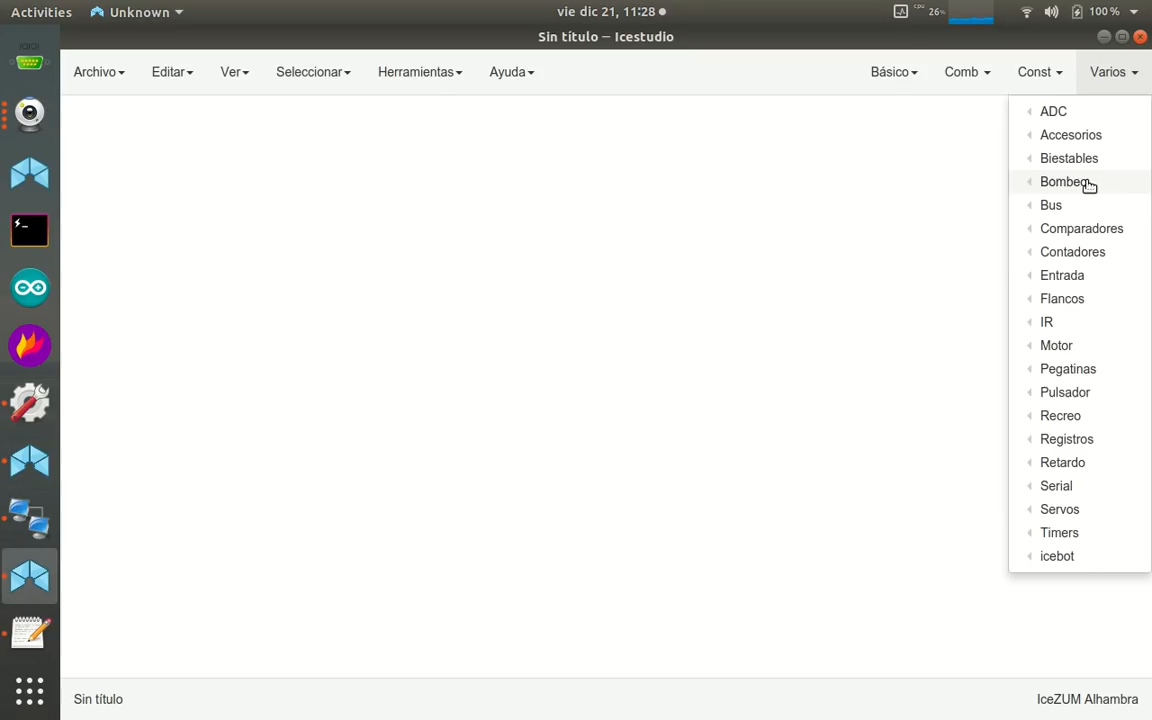 Activities Unknown vie dic 21, 11:28 CPU 26% 100 %
Sin título — Icestudio
Archivo Editar Ver Seleccionar Herramientas Ayuda Básico Comb Const Varios
ADC
Accesorios
Biestables
Bombeo
Bus
Comparadores
Contadores
Entrada
Flancos
IR
Motor
Pegatinas
Pulsador
Recreo
Registros
Retardo
Serial
Servos
Timers
icebot
Sin título IceZUM Alhambra